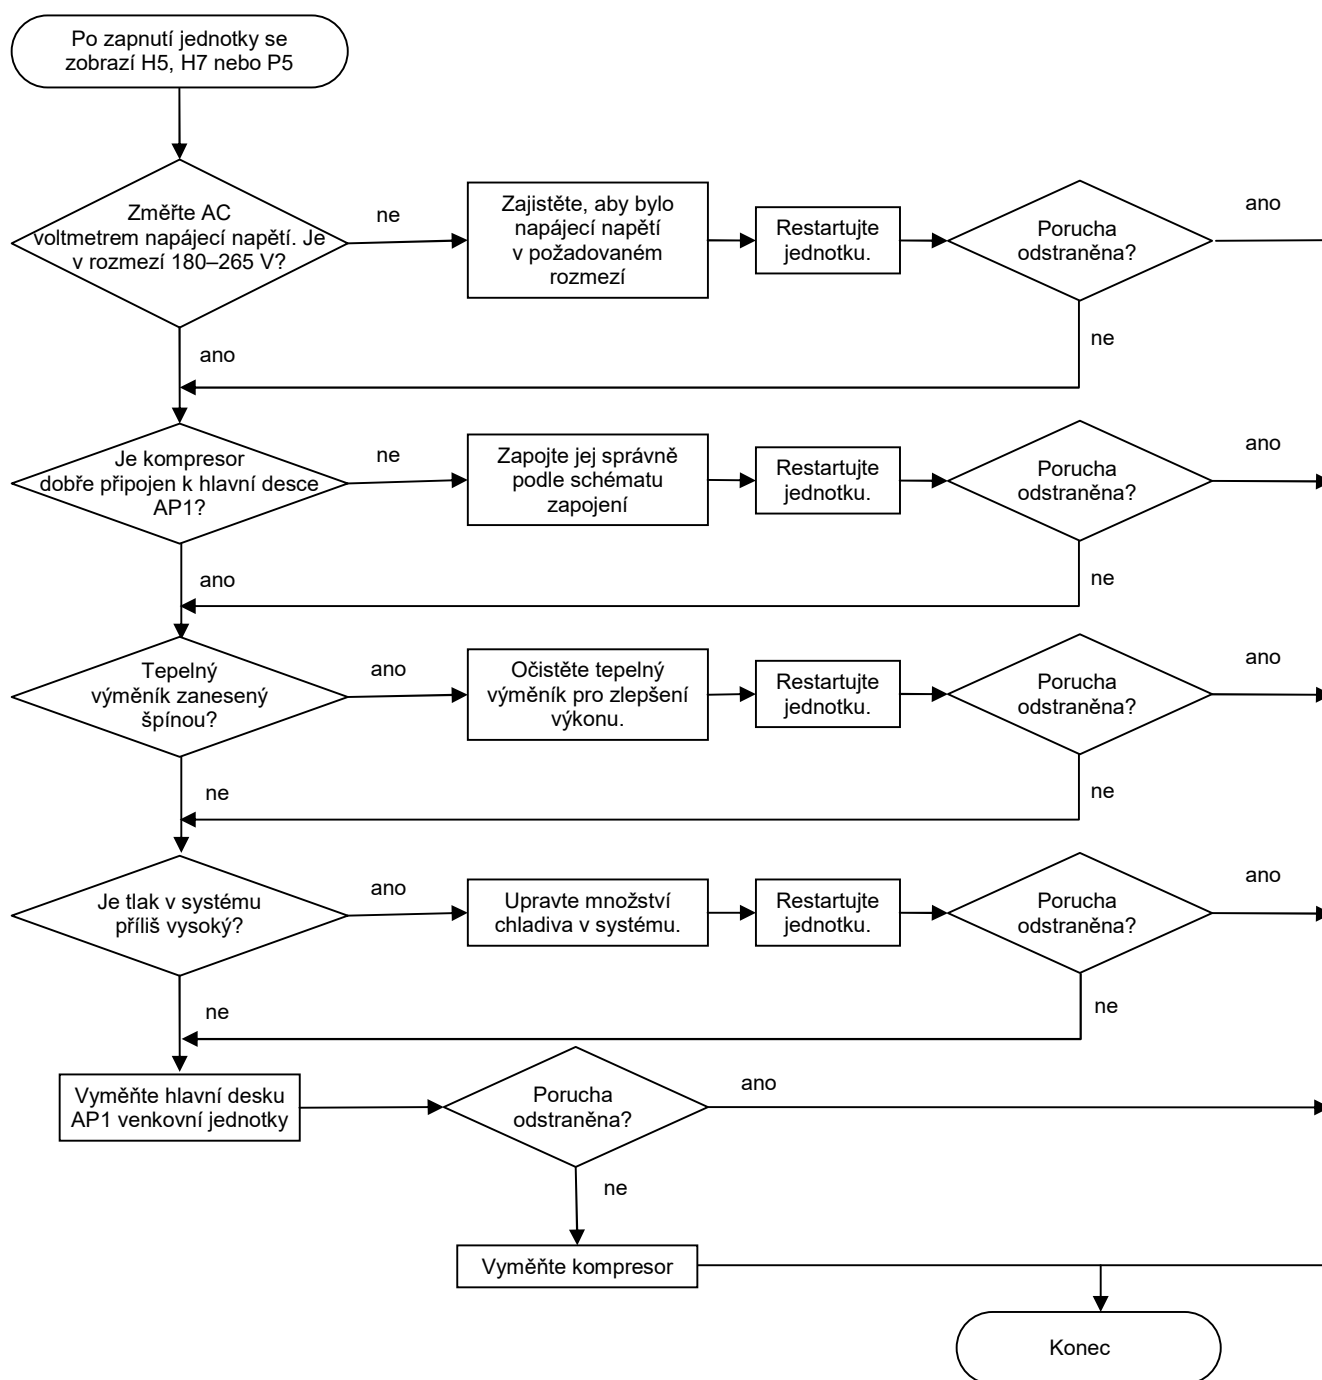 Po zapnutí jednotky se
zobrazí H5, H7 nebo P5
Změřte AC
voltmetrem napájecí napětí. Je
v rozmezí 180–265 V?
ne
Zajistěte, aby bylo
napájecí napětí
v požadovaném
rozmezí
Restartujte
jednotku.
Porucha
odstraněna?
ano
ne
ano
Je kompresor
dobře připojen k hlavní desce
AP1?
ne
Zapojte jej správně
podle schématu
zapojení
Restartujte
jednotku.
Porucha
odstraněna?
ano
ne
ano
Tepelný
výměník zanesený
špínou?
ano
Očistěte tepelný
výměník pro zlepšení
výkonu.
Restartujte
jednotku.
Porucha
odstraněna?
ano
ne
ne
Je tlak v systému
příliš vysoký?
ano
Upravte množství
chladiva v systému.
Restartujte
jednotku.
Porucha
odstraněna?
ano
ne
ne
Vyměňte hlavní desku
AP1 venkovní jednotky
Porucha
odstraněna?
ano
ne
Vyměňte kompresor
Konec